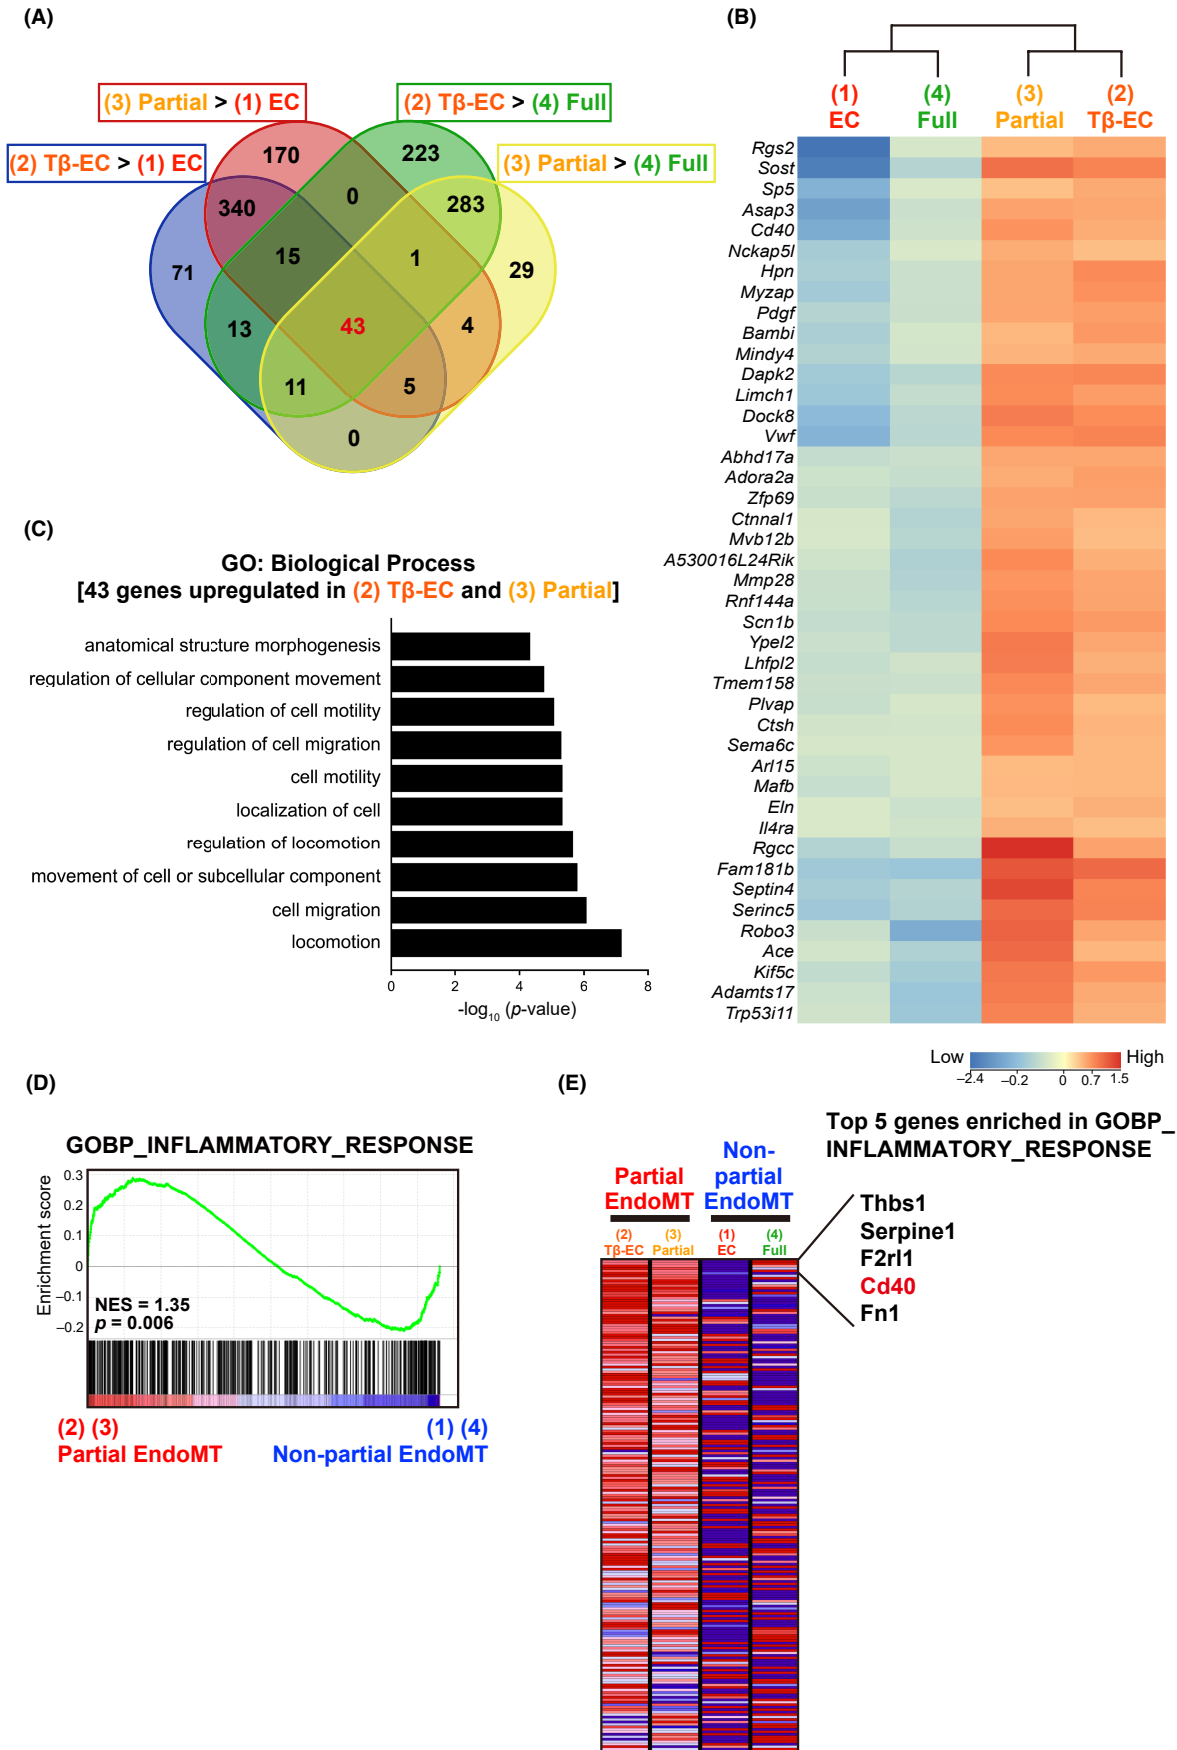 (A)
(3) Partial > (1) EC
(2) Tβ-EC > (4) Full
(2) Tβ-EC > (1) EC
(3) Partial > (4) Full
170
223
0
340
283
15
1
71
29
13
43
4
11
5
0
(B)
(1) EC
(4) Full
(3) Partial
(2) Tβ-EC
Rgs2
Sost
Sp5
Asap3
Cd40
Nckap5l
Hpn
Myzap
Pdgf
Bambi
Mindy4
Dapk2
Limch1
Dock8
Vwf
Abhd17a
Adora2a
Zfp69
Ctnnal1
Mvb12b
A530016L24Rik
Mmp28
Rnf144a
Scn1b
Ypel2
Lhfpl2
Tmem158
Plvap
Ctsh
Sema6c
Arl15
Mafb
Eln
Il4ra
Rgcc
Fam181b
Septin4
Serinc5
Robo3
Ace
Kif5c
Adamts17
Trp53i11
Low
High
−2.4 −0.2 0 0.7 1.5
(C)
GO: Biological Process
[43 genes upregulated in (2) Tβ-EC and (3) Partial]
anatomical structure morphogenesis
regulation of cellular component movement
regulation of cell motility
regulation of cell migration
cell motility
localization of cell
regulation of locomotion
movement of cell or subcellular component
cell migration
locomotion
0 2 4 6 8
-log10 (p-value)
(D)
GOBP_INFLAMMATORY_RESPONSE
Enrichment score
0.3
0.2
0.1
0
−0.1
−0.2
NES = 1.35
p = 0.006
(2) (3)
Partial EndoMT
(1) (4)
Non-partial EndoMT
(E)
Top 5 genes enriched in GOBP_
INFLAMMATORY_RESPONSE
Partial
EndoMT
Non-
partial
EndoMT
(2) Tβ-EC
(3) Partial
(1) EC
(4) Full
Thbs1
Serpine1
F2rl1
Cd40
Fn1